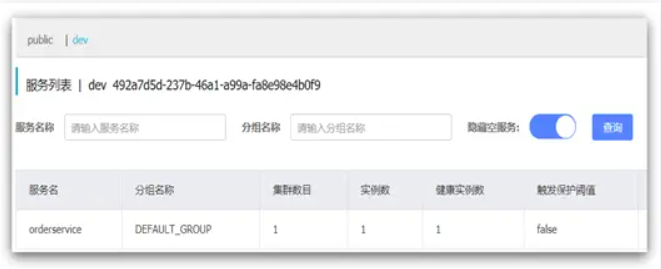 public | dev
服务列表 | dev 492a7d5d-237b-46a1-a99a-fa8e98e4b0f9
服务名称 请输入服务名称 分组名称 请输入分组名称 隐藏空服务: 查询
服务名 分组名称 集群数目 实例数 健康实例数 触发保护阈值
orderservice DEFAULT_GROUP 1 1 1 false